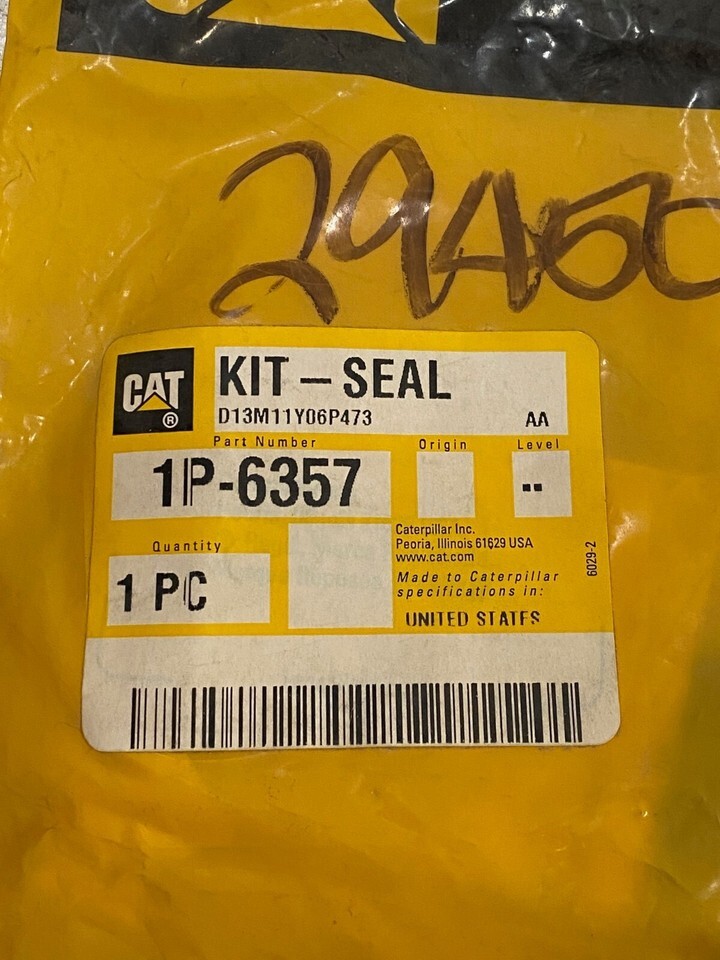 29A50
CAT
®
KIT – SEAL
D13M11Y06P473
AA
Part Number
Origin
Level
1P-6357
--
Quantity
1 PC
Caterpillar Inc.
Peoria, Illinois 61629 USA
www.cat.com
Made to Caterpillar
specifications in:
UNITED STATES
6029-2